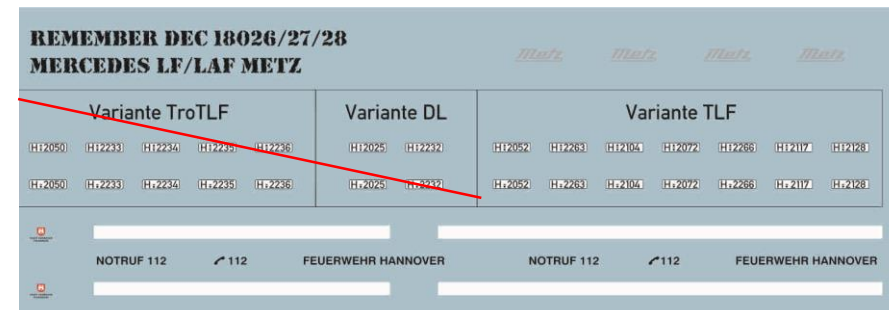 REMEMBER DEC 18026/27/28
MERCEDES LF/LAF METZ
Metz Metz Metz Metz
Variante TroTLF Variante DL Variante TLF
H-2050 H-2233 H-2234 H-2235 H-2236 H-2025 H-2232 H-2052 H-2263 H-2104 H-2072 H-2266 H-2117 H-2128
H-2050 H-2233 H-2234 H-2235 H-2236 H-2025 H-2232 H-2052 H-2263 H-2104 H-2072 H-2266 H-2117 H-2128
NOTRUF 112 112 FEUERWEHR HANNOVER NOTRUF 112 112 FEUERWEHR HANNOVER